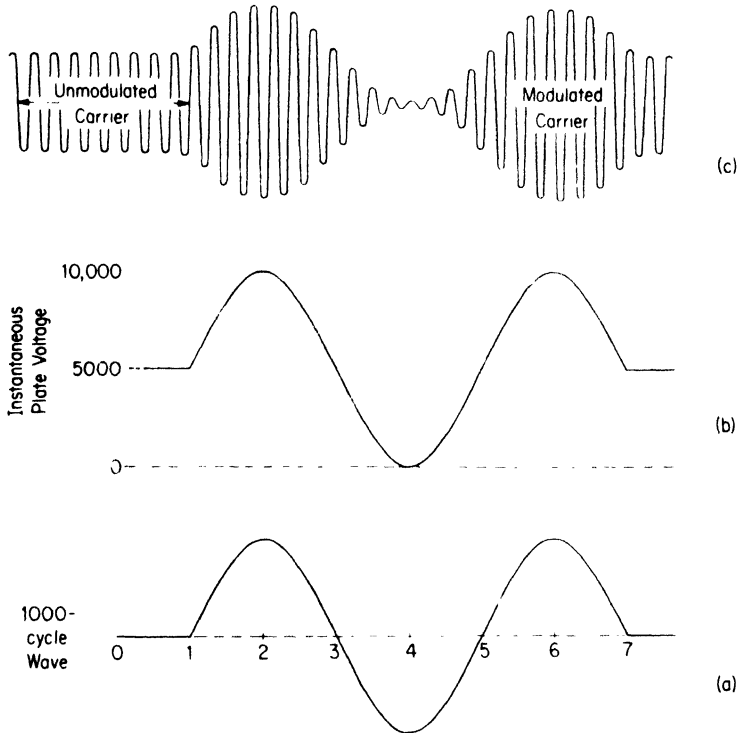 Unmodulated
Carrier
Modulated
Carrier
(c)
10,000
5000
0
Instantaneous
Plate Voltage
(b)
1000-
cycle
Wave
0 1 2 3 4 5 6 7
(a)